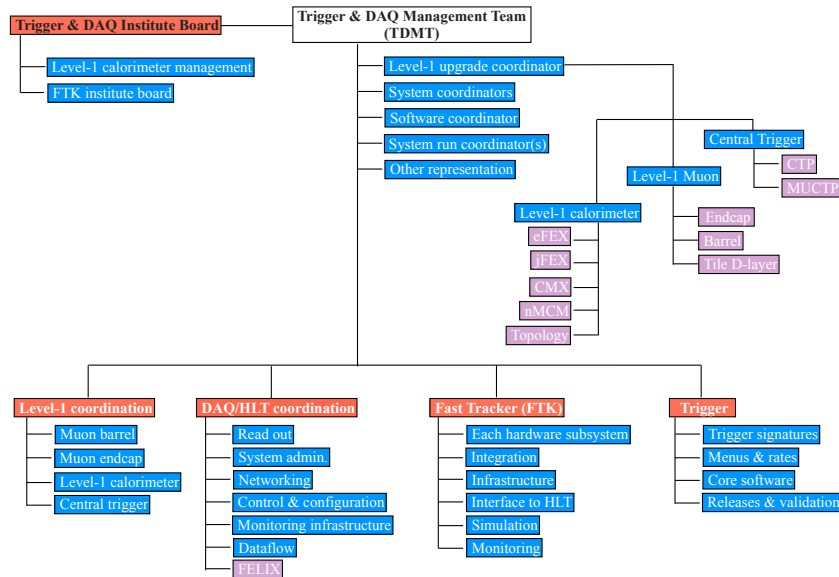 Trigger & DAQ Institute Board
Trigger & DAQ Management Team
(TDMT)
Level-1 calorimeter management
FTK institute board
Level-1 upgrade coordinator
System coordinators
Software coordinator
System run coordinator(s)
Other representation
Central Trigger
CTP
MUCTP
Level-1 Muon
Endcap
Barrel
Tile D-layer
Level-1 calorimeter
eFEX
jFEX
CMX
nMCM
Topology
Level-1 coordination
Muon barrel
Muon endcap
Level-1 calorimeter
Central trigger
DAQ/HLT coordination
Read out
System admin.
Networking
Control & configuration
Monitoring infrastructure
Dataflow
FELIX
Fast Tracker (FTK)
Each hardware subsystem
Integration
Infrastructure
Interface to HLT
Simulation
Monitoring
Trigger
Trigger signatures
Menus & rates
Core software
Releases & validation